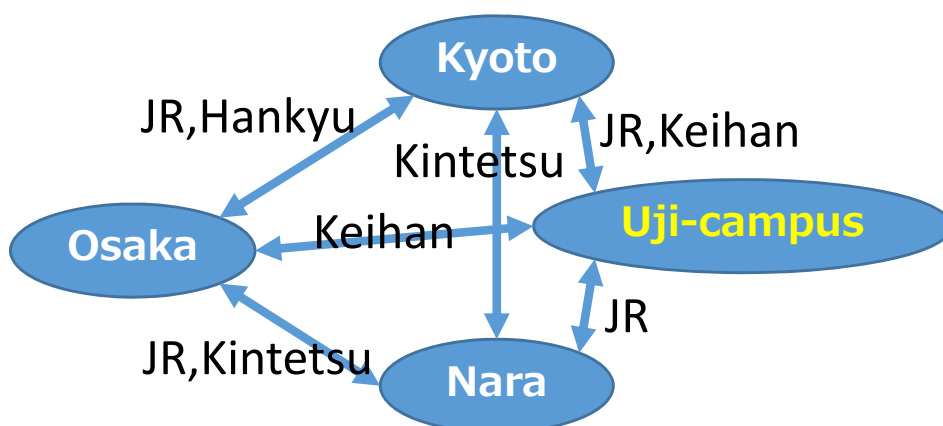 Kyoto
JR,Hankyu
JR,Keihan
Kintetsu
Uji-campus
Keihan
Osaka
JR
JR,Kintetsu
Nara